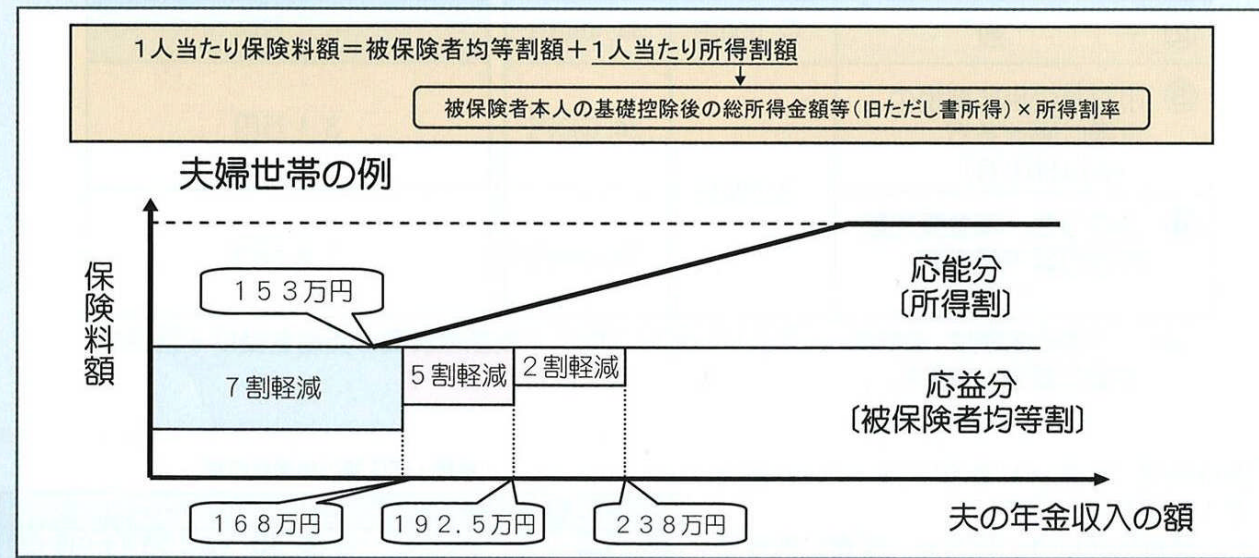 1人当たり保険料額＝被保険者均等割額＋1人当たり所得割額
被保険者本人の基礎控除後の総所得金額等（旧ただし書所得）×所得割率
夫婦世帯の例
保険料額
153万円
応能分
〔所得割〕
7割軽減
5割軽減
2割軽減
応益分
〔被保険者均等割〕
168万円
192.5万円
238万円
夫の年金収入の額